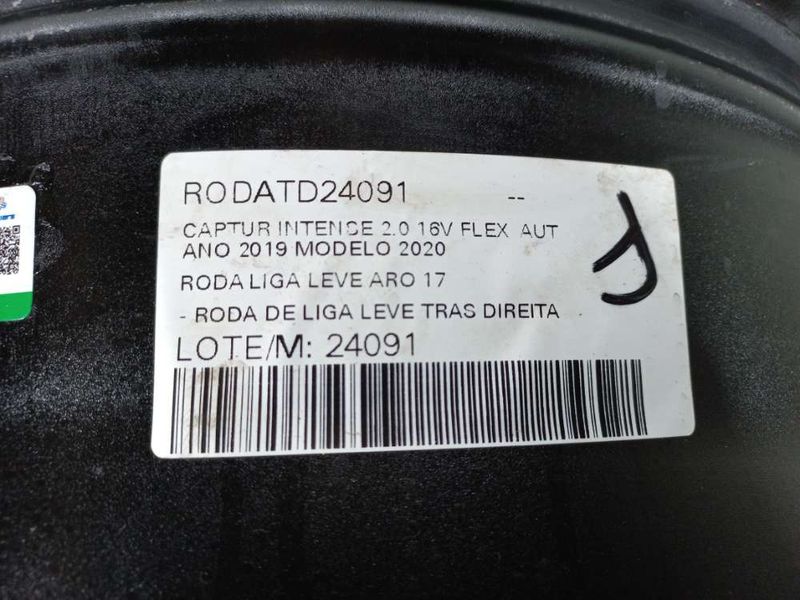 RODATD24091 --
CAPTUR INTENSE 2.0 16V FLEX AUT
ANO 2019 MODELO 2020
RODA LIGA LEVE ARO 17
- RODA DE LIGA LEVE TRAS DIREITA
LOTE/M: 24091